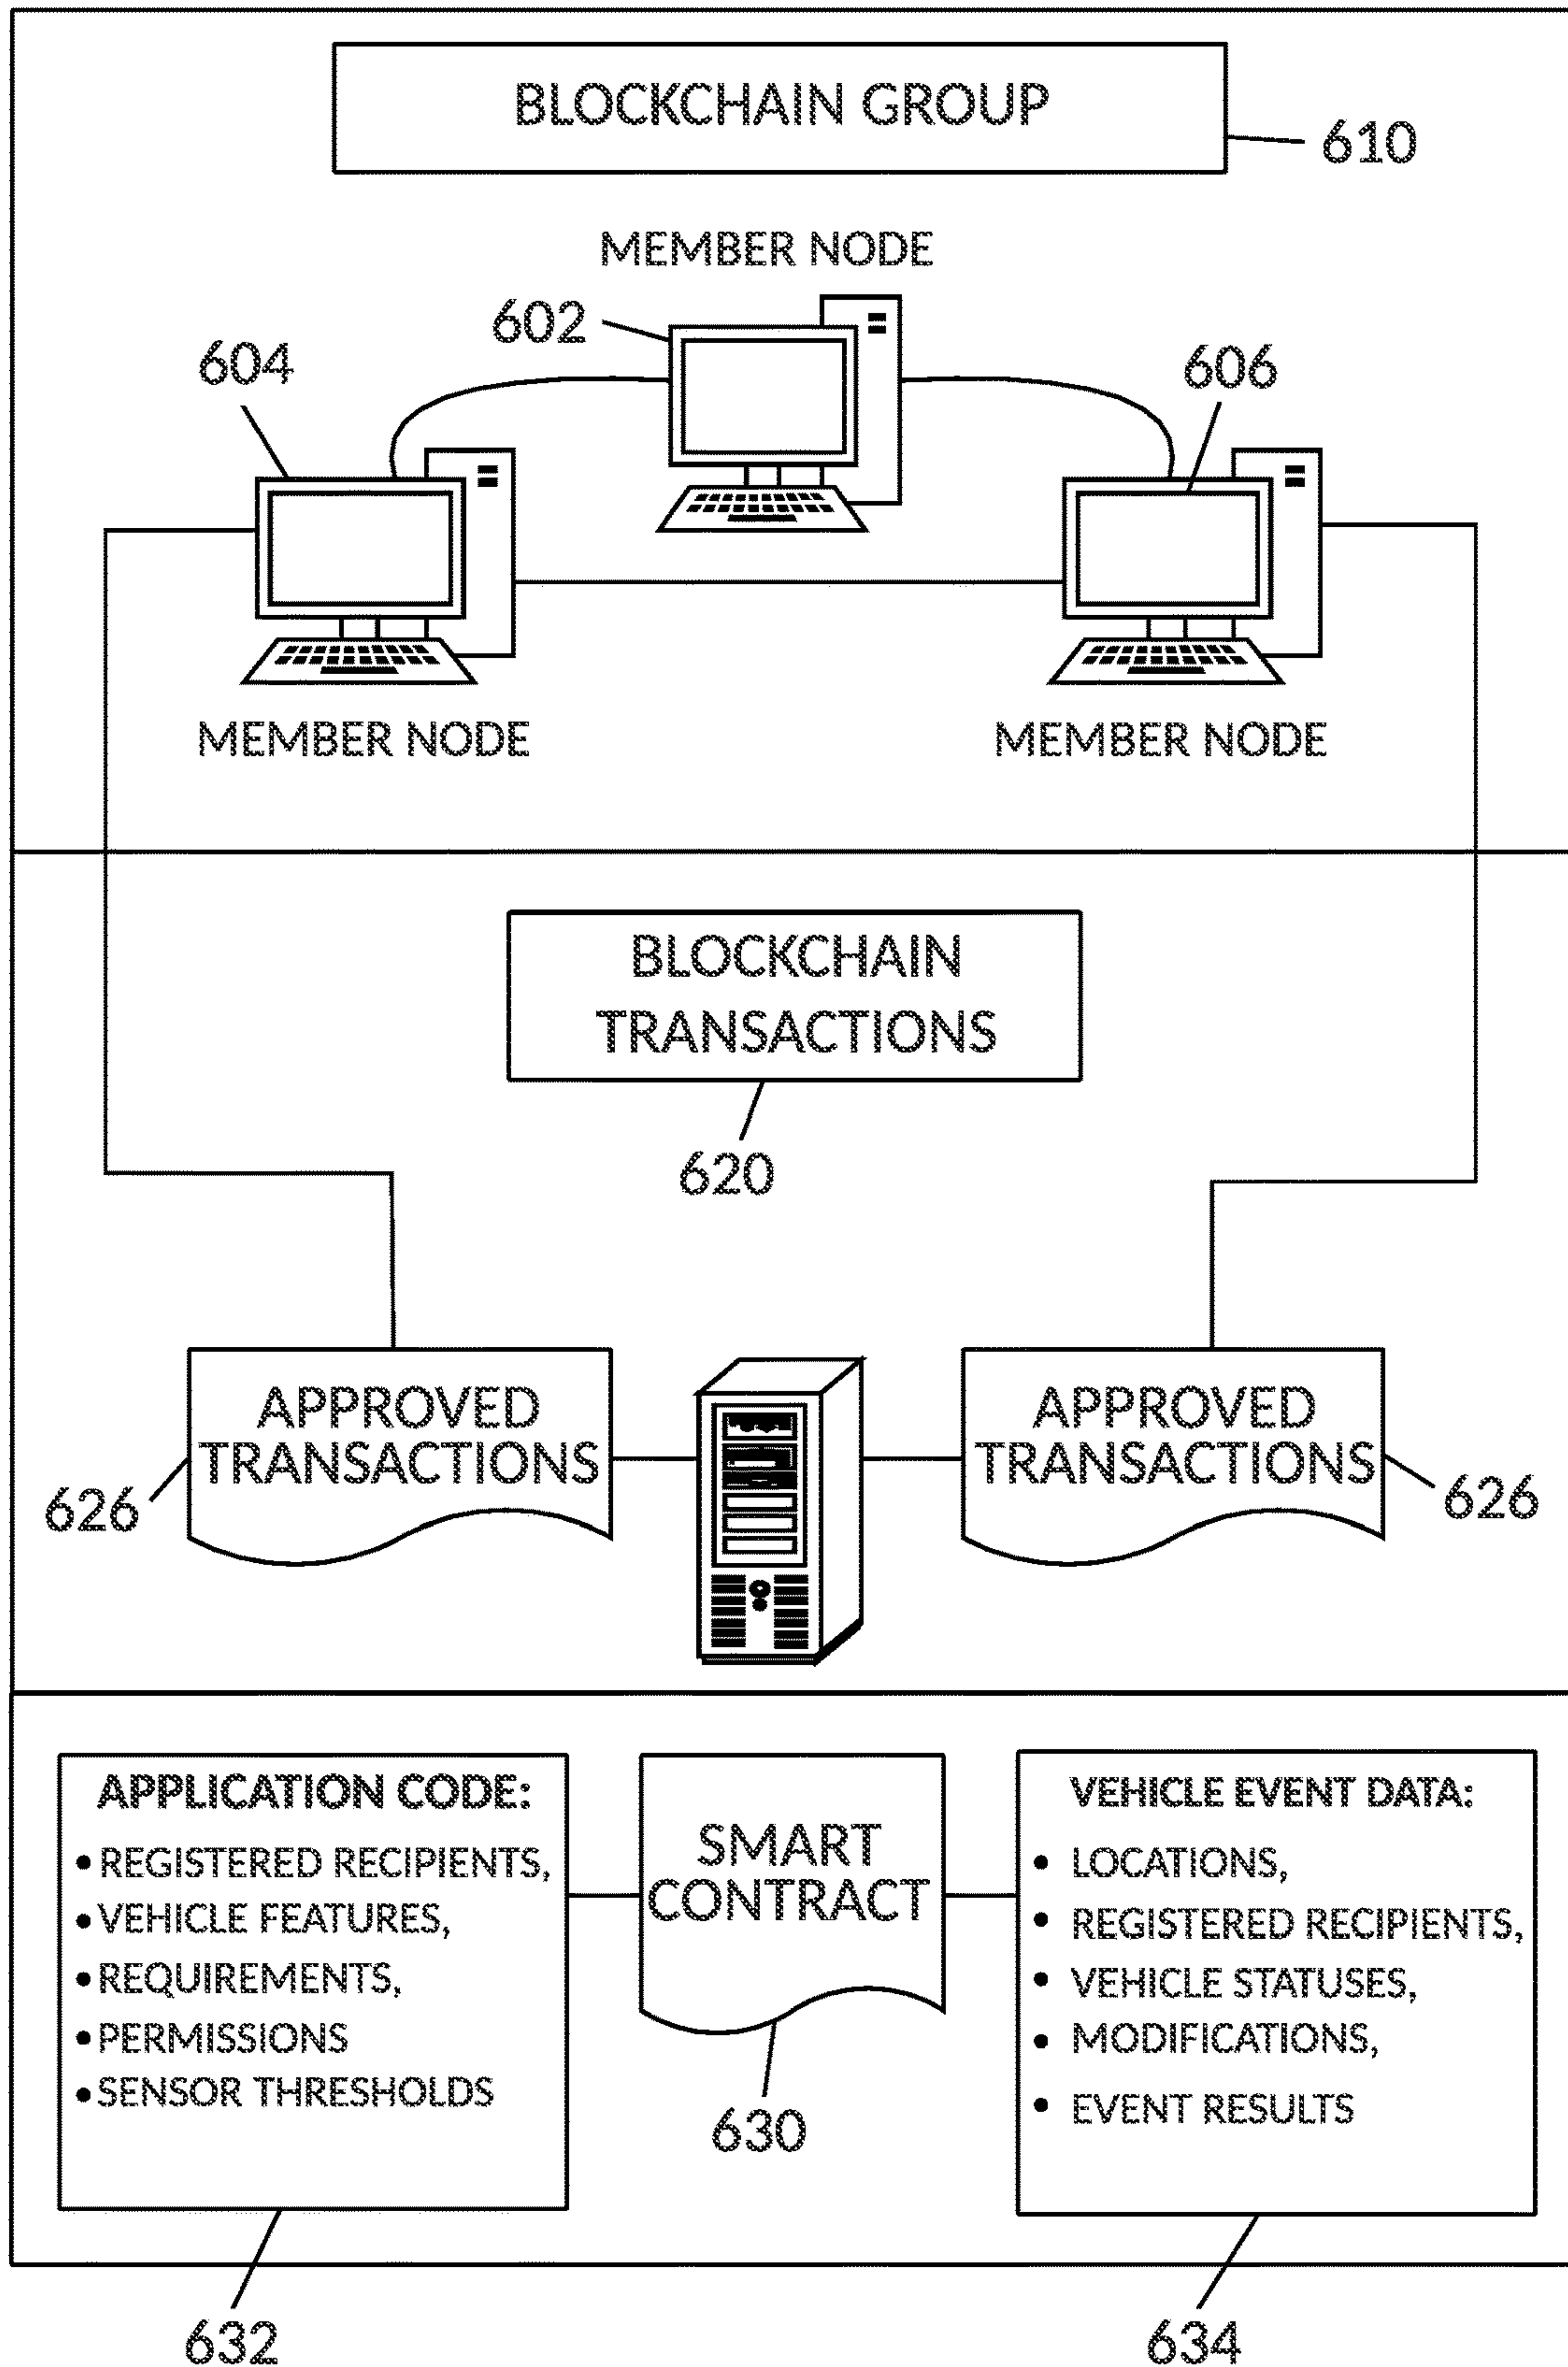 BLOCKCHAIN GROUP
610
MEMBER NODE
602
604
606
MEMBER NODE
MEMBER NODE
BLOCKCHAIN
TRANSACTIONS
620
APPROVED
TRANSACTIONS
626
APPROVED
TRANSACTIONS
626
APPLICATION CODE:
• REGISTERED RECIPIENTS,
• VEHICLE FEATURES,
• REQUIREMENTS,
• PERMISSIONS
• SENSOR THRESHOLDS
632
SMART
CONTRACT
630
VEHICLE EVENT DATA:
• LOCATIONS,
• REGISTERED RECIPIENTS,
• VEHICLE STATUSES,
• MODIFICATIONS,
• EVENT RESULTS
634